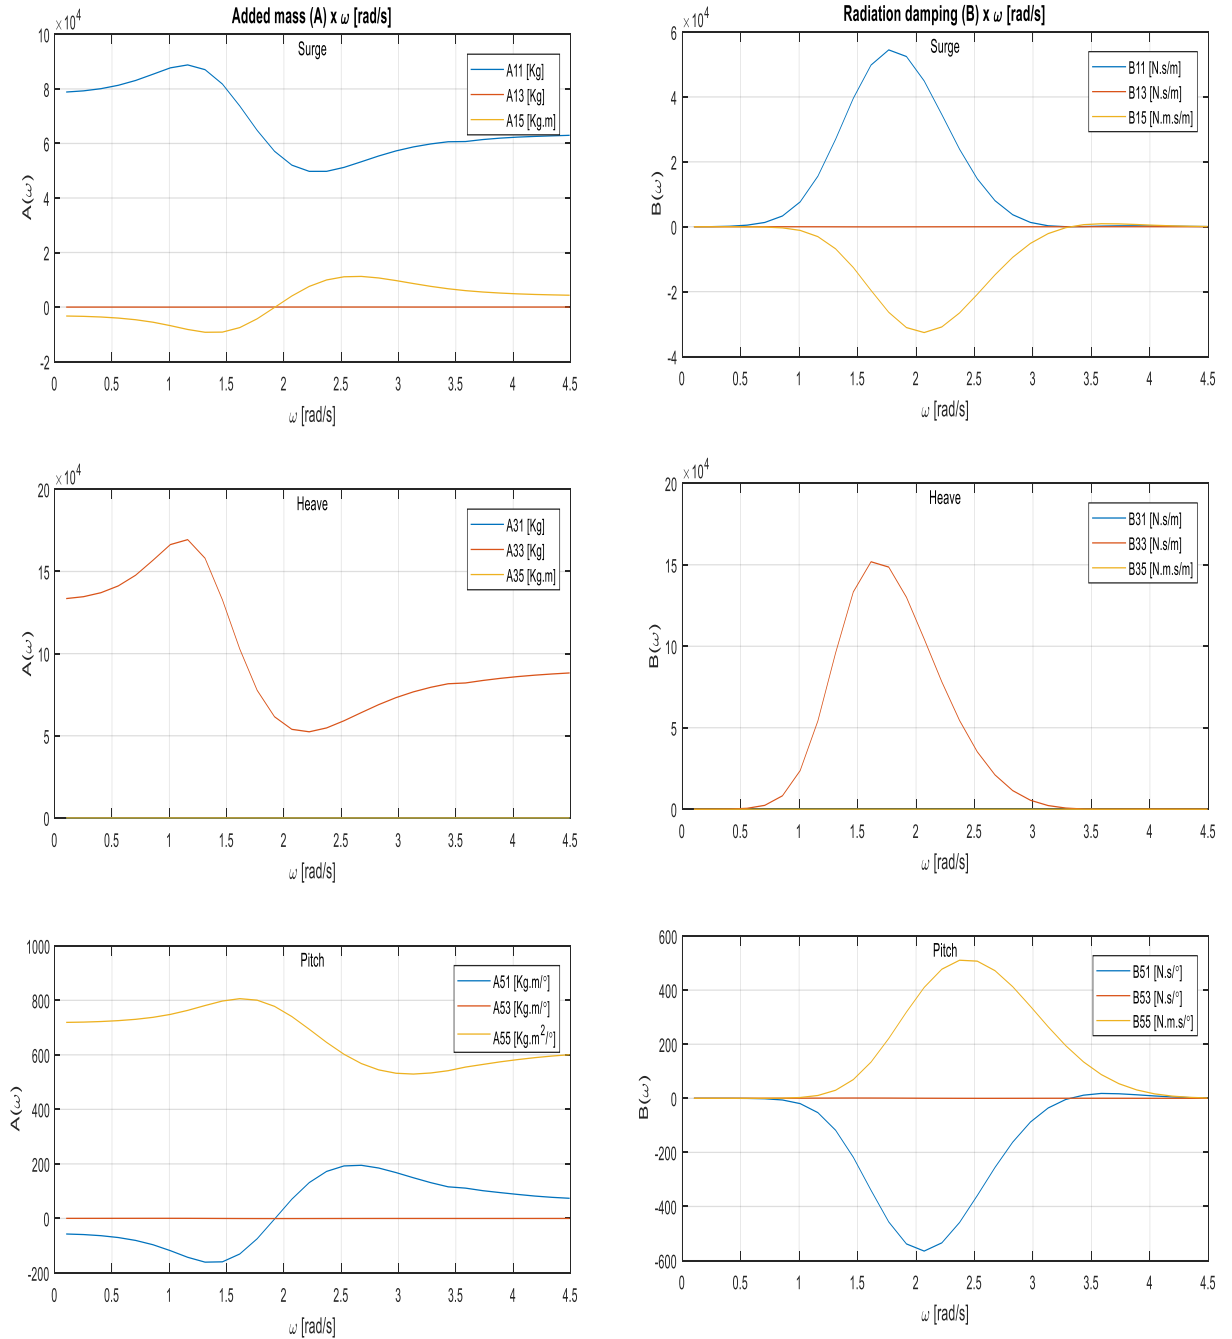 Added mass (A) x ω [rad/s]
×10⁴
Surge
A11 [Kg]
A13 [Kg]
A15 [Kg.m]
10
8
6
4
2
0
-2
A(ω)
0 0.5 1 1.5 2 2.5 3 3.5 4 4.5
ω [rad/s]
Radiation damping (B) x ω [rad/s]
×10⁴
Surge
B11 [N.s/m]
B13 [N.s/m]
B15 [N.m.s/m]
6
4
2
0
-2
-4
B(ω)
0 0.5 1 1.5 2 2.5 3 3.5 4 4.5
ω [rad/s]
×10⁴
Heave
A31 [Kg]
A33 [Kg]
A35 [Kg.m]
20
15
10
5
0
A(ω)
0 0.5 1 1.5 2 2.5 3 3.5 4 4.5
ω [rad/s]
×10⁴
Heave
B31 [N.s/m]
B33 [N.s/m]
B35 [N.m.s/m]
20
15
10
5
0
B(ω)
0 0.5 1 1.5 2 2.5 3 3.5 4 4.5
ω [rad/s]
Pitch
A51 [Kg.m/°]
A53 [Kg.m/°]
A55 [Kg.m²/°]
1000
800
600
400
200
0
-200
A(ω)
0 0.5 1 1.5 2 2.5 3 3.5 4 4.5
ω [rad/s]
Pitch
B51 [N.s/°]
B53 [N.s/°]
B55 [N.m.s/°]
600
400
200
0
-200
-400
-600
B(ω)
0 0.5 1 1.5 2 2.5 3 3.5 4 4.5
ω [rad/s]